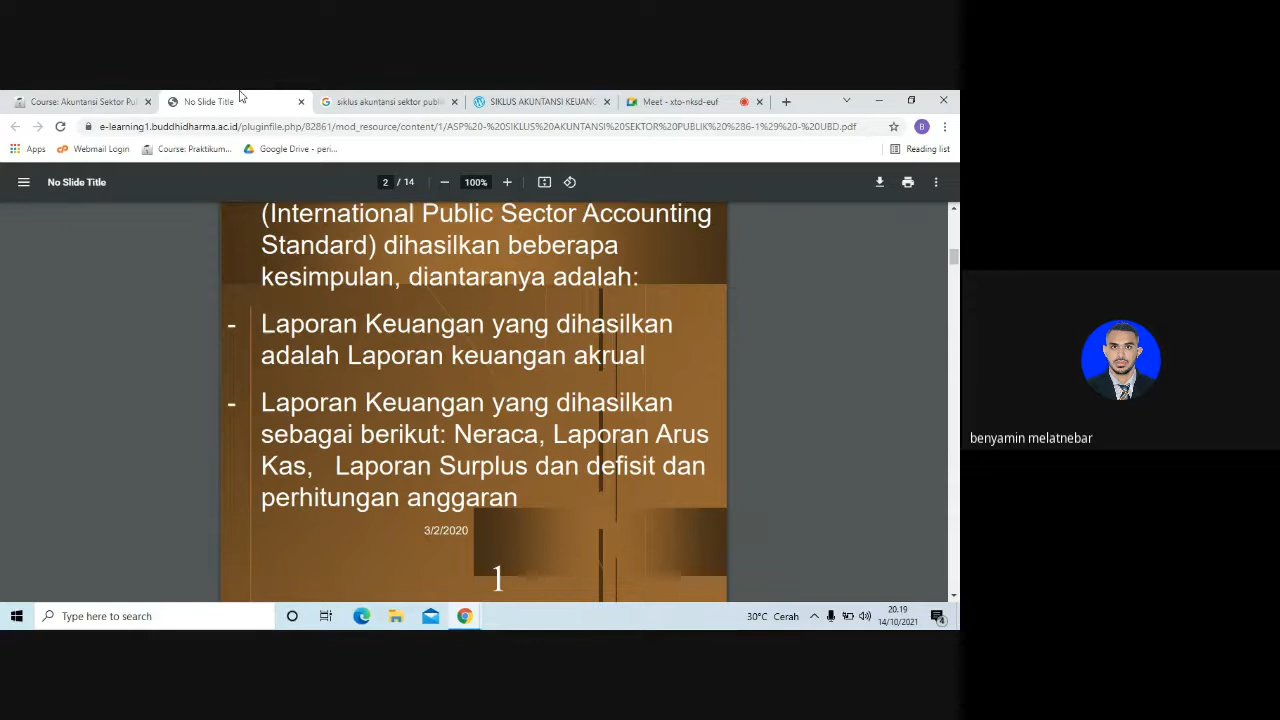 Course: Akuntansi Sektor Pu
No Slide Title
siklus akuntansi sektor publi
SIKLUS AKUNTANSI KEUANG
Meet - xto-nksd-euf
e-learning1.buddhidharma.ac.id/pluginfile.php/82861/mod_resource/content/1/ASP%20-%20SIKLUS%20AKUNTANSI%20SEKTOR%20PUBLIK%20%286-1%29%20-%20UBD.pdf
B
Apps
Webmail Login
Course: Praktikum...
Google Drive - peri...
Reading list
No Slide Title
2 / 14
100%
(International Public Sector Accounting
Standard) dihasilkan beberapa
kesimpulan, diantaranya adalah:
- Laporan Keuangan yang dihasilkan
adalah Laporan keuangan akrual
- Laporan Keuangan yang dihasilkan
sebagai berikut: Neraca, Laporan Arus
Kas, Laporan Surplus dan defisit dan
perhitungan anggaran
3/2/2020
1
benyamin melatnebar
Type here to search
30°C Cerah
20.19
14/10/2021
4